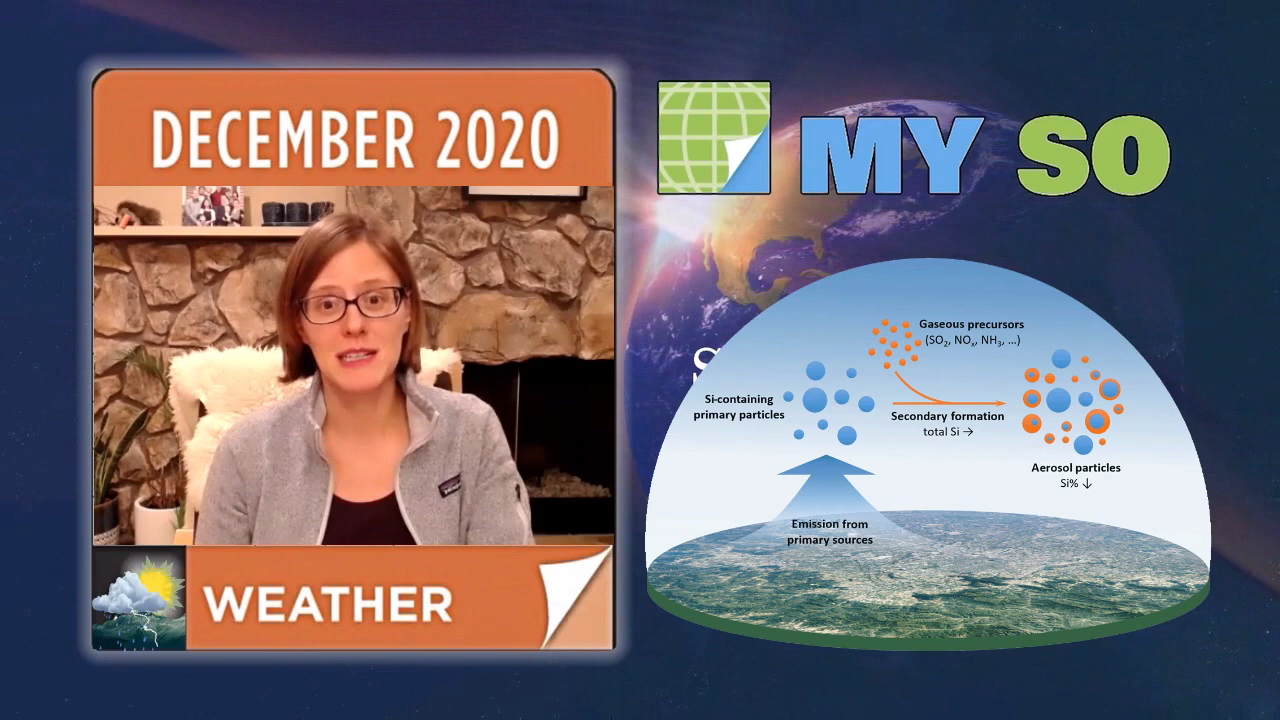 DECEMBER 2020
WEATHER
MY SO
Gaseous precursors
(SO₂, NOₓ, NH₃, ...)
Si-containing
primary particles
Secondary formation
total Si →
Aerosol particles
Si% ↓
Emission from
primary sources